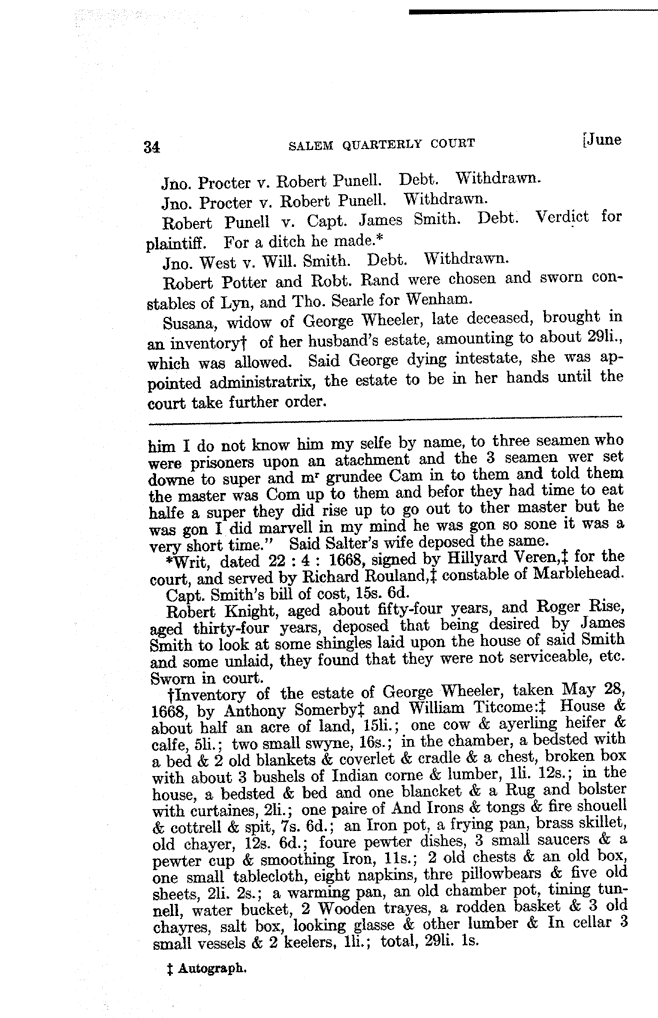 34 SALEM QUARTERLY COURT [June
Jno. Procter v. Robert Punell. Debt. Withdrawn.
Jno. Procter v. Robert Punell. Withdrawn.
Robert Punell v. Capt. James Smith. Debt. Verdict for
plaintiff. For a ditch he made.*
Jno. West v. Will. Smith. Debt. Withdrawn.
Robert Potter and Robt. Rand were chosen and sworn con-
stables of Lyn, and Tho. Searle for Wenham.
Susana, widow of George Wheeler, late deceased, brought in
an inventory† of her husband's estate, amounting to about 29li.,
which was allowed. Said George dying intestate, she was ap-
pointed administratrix, the estate to be in her hands until the
court take further order.
him I do not know him my selfe by name, to three seamen who
were prisoners upon an atachment and the 3 seamen wer set
downe to super and mʳ grundee Cam in to them and told them
the master was Com up to them and befor they had time to eat
halfe a super they did rise up to go out to ther master but he
was gon I did marvell in my mind he was gon so sone it was a
very short time." Said Salter's wife deposed the same.
*Writ, dated 22 : 4 : 1668, signed by Hillyard Veren,‡ for the
court, and served by Richard Rouland,‡ constable of Marblehead.
Capt. Smith's bill of cost, 15s. 6d.
Robert Knight, aged about fifty-four years, and Roger Rise,
aged thirty-four years, deposed that being desired by James
Smith to look at some shingles laid upon the house of said Smith
and some unlaid, they found that they were not serviceable, etc.
Sworn in court.
†Inventory of the estate of George Wheeler, taken May 28,
1668, by Anthony Somerby‡ and William Titcome:‡ House &
about half an acre of land, 15li.; one cow & ayerling heifer &
calfe, 5li.; two small swyne, 16s.; in the chamber, a bedsted with
a bed & 2 old blankets & coverlet & cradle & a chest, broken box
with about 3 bushels of Indian corne & lumber, 1li. 12s.; in the
house, a bedsted & bed and one blancket & a Rug and bolster
with curtaines, 2li.; one paire of And Irons & tongs & fire shouell
& cottrell & spit, 7s. 6d.; an Iron pot, a frying pan, brass skillet,
old chayer, 12s. 6d.; foure pewter dishes, 3 small saucers & a
pewter cup & smoothing Iron, 11s.; 2 old chests & an old box,
one small tablecloth, eight napkins, thre pillowbears & five old
sheets, 2li. 2s.; a warming pan, an old chamber pot, tining tun-
nell, water bucket, 2 Wooden trayes, a rodden basket & 3 old
chayres, salt box, looking glasse & other lumber & In cellar 3
small vessels & 2 keelers, 1li.; total, 29li. 1s.
‡ Autograph.